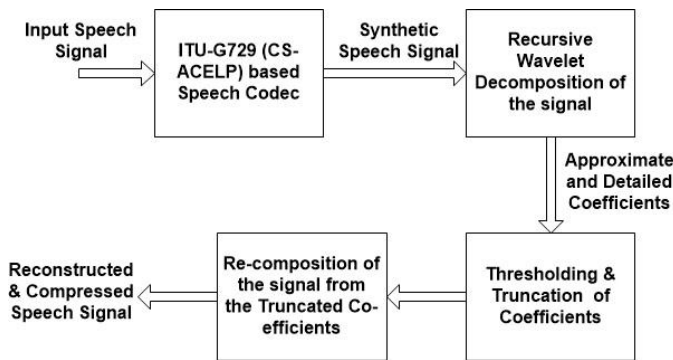 Input Speech
Signal
ITU-G729 (CS-
ACELP) based
Speech Codec
Synthetic
Speech Signal
Recursive
Wavelet
Decomposition of
the signal
Approximate
and Detailed
Coefficients
Thresholding &
Truncation of
Coefficients
Re-composition of
the signal from
the Truncated Co-
efficients
Reconstructed
& Compressed
Speech Signal